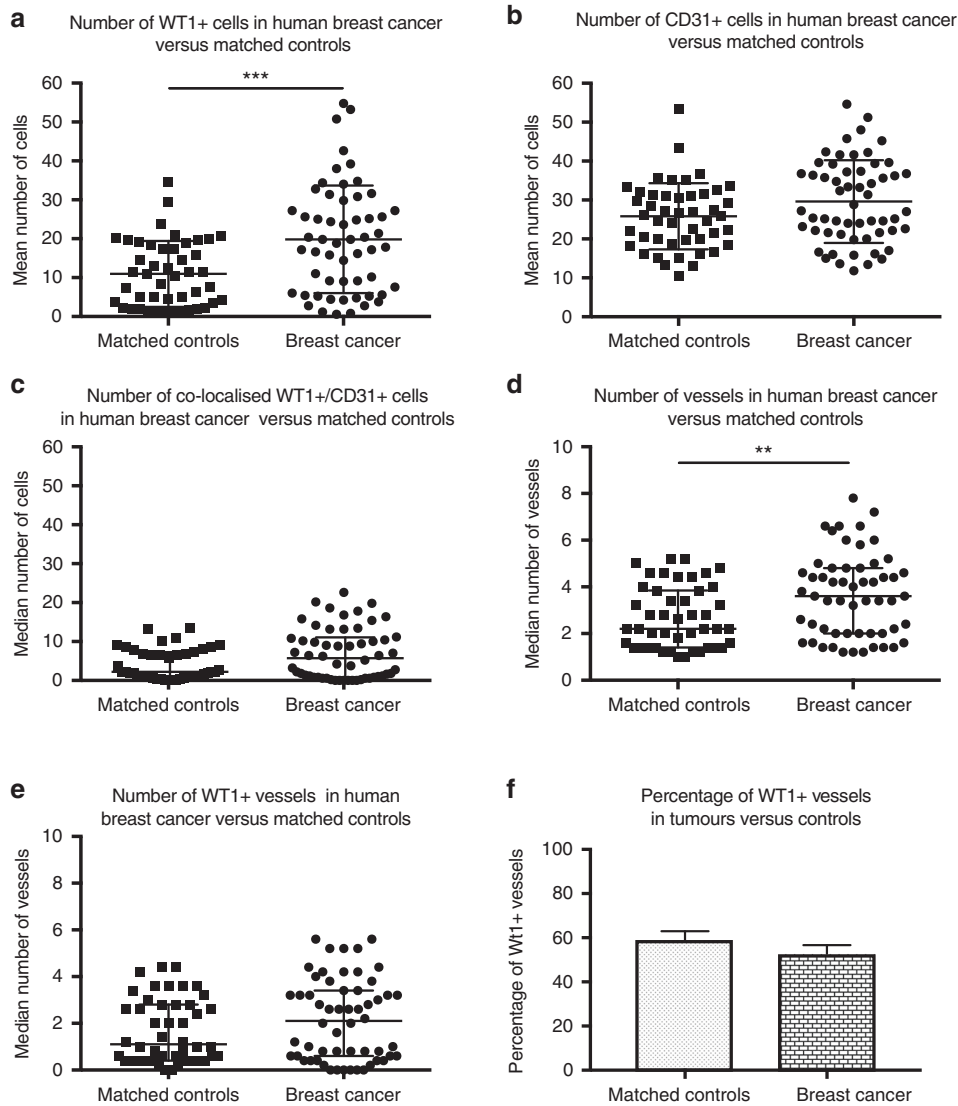 a
Number of WT1+ cells in human breast cancer
versus matched controls
Mean number of cells
60
50
40
30
20
10
0
***
Matched controls
Breast cancer
b
Number of CD31+ cells in human breast cancer
versus matched controls
Mean number of cells
60
50
40
30
20
10
0
Matched controls
Breast cancer
c
Number of co-localised WT1+/CD31+ cells
in human breast cancer versus matched controls
Median number of cells
60
50
40
30
20
10
0
Matched controls
Breast cancer
d
Number of vessels in human breast cancer
versus matched controls
Median number of vessels
10
8
6
4
2
0
**
Matched controls
Breast cancer
e
Number of WT1+ vessels in human
breast cancer versus matched controls
Median number of vessels
10
8
6
4
2
0
Matched controls
Breast cancer
f
Percentage of WT1+ vessels
in tumours versus controls
Percentage of Wt1+ vessels
100
80
60
40
20
0
Matched controls
Breast cancer